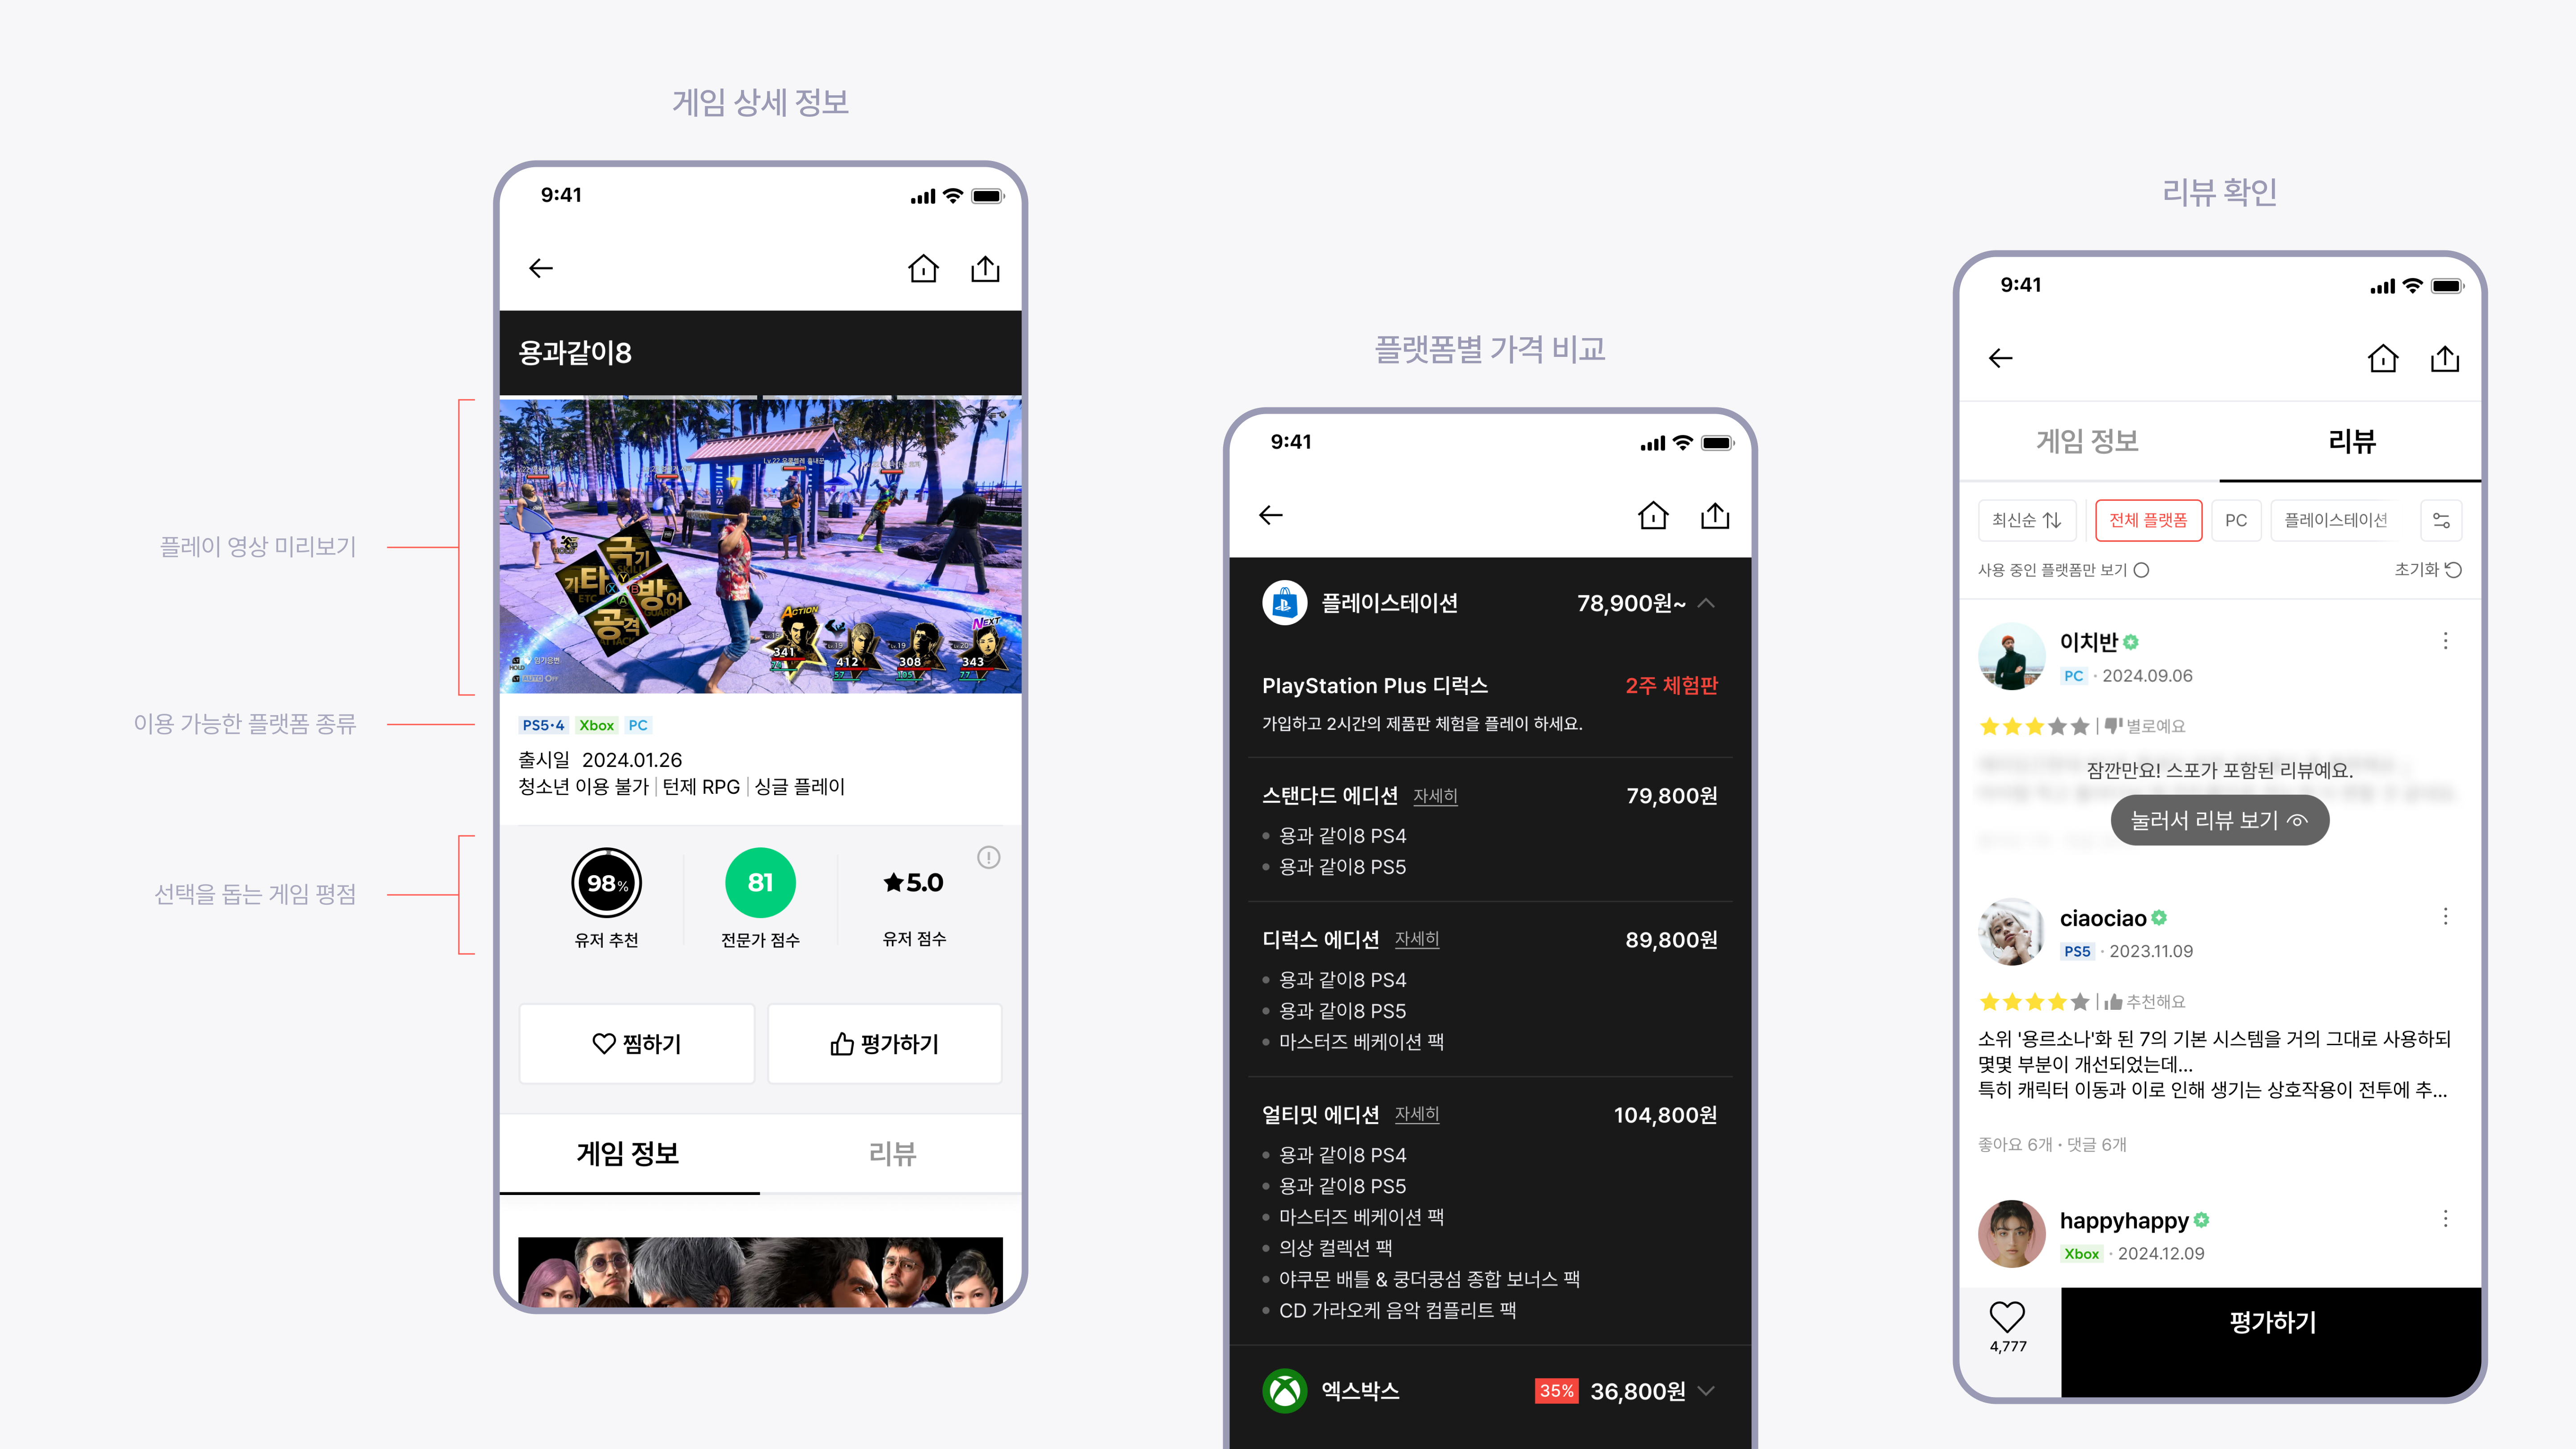 게임 상세 정보
9:41
용과같이8
플레이 영상 미리보기
극기
SKILL
기타
ETC
방어
GUARD
공격
ATTACK
ACTION
NEXT
341
412
308
343
HOLD
AUTO OFF
이용 가능한 플랫폼 종류
PS5·4 Xbox PC
출시일 2024.01.26
청소년 이용 불가 | 턴제 RPG | 싱글 플레이
선택을 돕는 게임 평점
98%
유저 추천
81
전문가 점수
★5.0
유저 점수
찜하기
평가하기
게임 정보
리뷰
플랫폼별 가격 비교
9:41
플레이스테이션 78,900원~
PlayStation Plus 디럭스 2주 체험판
가입하고 2시간의 제품판 체험을 플레이 하세요.
스탠다드 에디션 자세히 79,800원
용과 같이8 PS4
용과 같이8 PS5
디럭스 에디션 자세히 89,800원
용과 같이8 PS4
용과 같이8 PS5
마스터즈 베케이션 팩
얼티밋 에디션 자세히 104,800원
용과 같이8 PS4
용과 같이8 PS5
마스터즈 베케이션 팩
의상 컬렉션 팩
야쿠몬 배틀 & 쿵더쿵섬 종합 보너스 팩
CD 가라오케 음악 컴플리트 팩
엑스박스 35% 36,800원
리뷰 확인
9:41
게임 정보
리뷰
최신순 전체 플랫폼 PC 플레이스테이션
사용 중인 플랫폼만 보기 초기화
이치반
PC · 2024.09.06
별로예요
잠깐만요! 스포가 포함된 리뷰예요.
눌러서 리뷰 보기
ciaociao
PS5 · 2023.11.09
추천해요
소위 '용르소나'화 된 7의 기본 시스템을 거의 그대로 사용하되
몇몇 부분이 개선되었는데...
특히 캐릭터 이동과 이로 인해 생기는 상호작용이 전투에 추...
좋아요 6개 · 댓글 6개
happyhappy
Xbox · 2024.12.09
4,777
평가하기